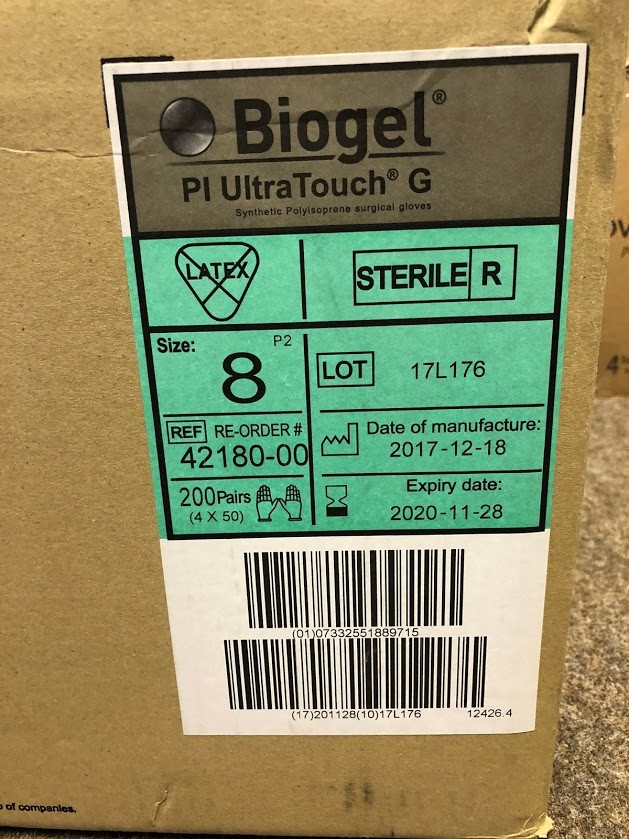 Biogel®
PI UltraTouch® G
Synthetic Polyisoprene surgical gloves
LATEX
STERILE R
Size:
P2
8
LOT 17L176
REF RE-ORDER #
42180-00
Date of manufacture:
2017-12-18
200 Pairs
(4 X 50)
Expiry date:
2020-11-28
(01)07332551889715
(17)201128(10)17L176 12426.4
of companies.